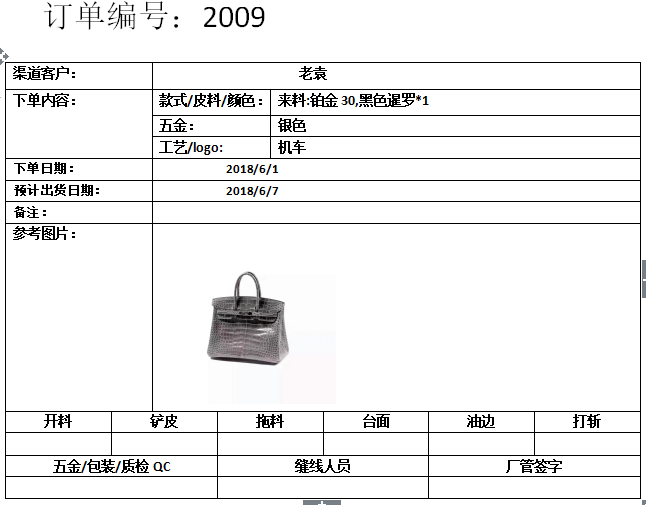 订单编号：2009
渠道客户： 老袁
下单内容： 款式/皮料/颜色： 来料:铂金30,黑色暹罗*1
五金： 银色
工艺/logo: 机车
下单日期： 2018/6/1
预计出货日期： 2018/6/7
备注：
参考图片：
开料 铲皮 拖料 台面 油边 打斩
五金/包装/质检 QC 缝线人员 厂管签字